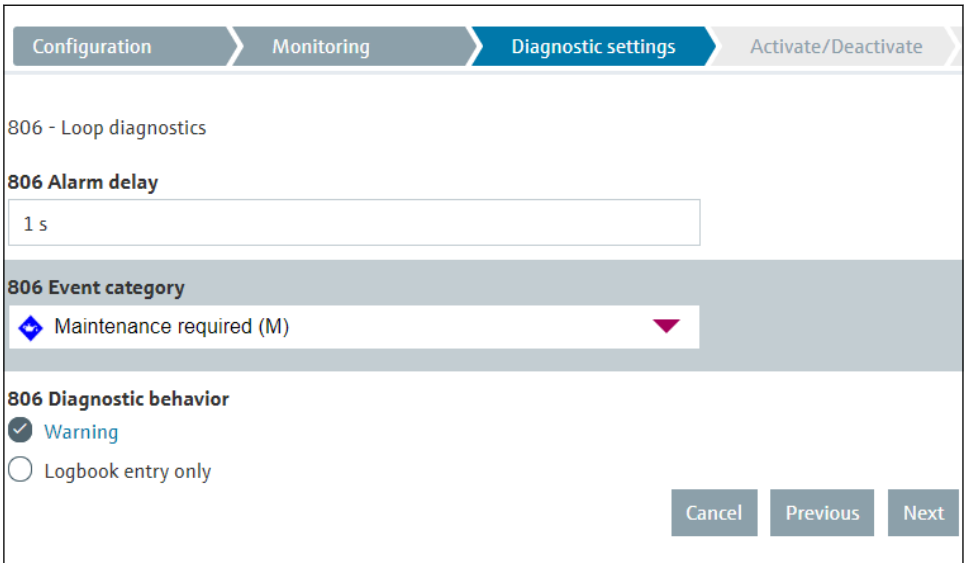 Configuration Monitoring Diagnostic settings Activate/Deactivate
806 - Loop diagnostics
806 Alarm delay
1 s
806 Event category
Maintenance required (M)
806 Diagnostic behavior
Warning
Logbook entry only
Cancel Previous Next